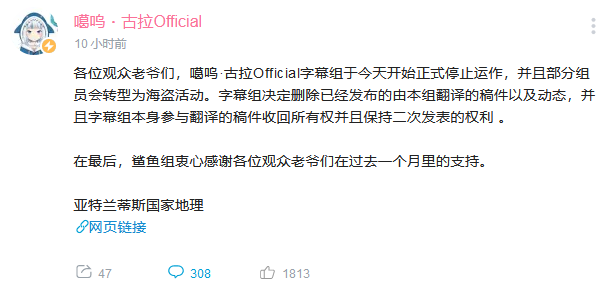 噶呜·古拉Official
10 小时前
各位观众老爷们，噶呜·古拉Official字幕组于今天开始正式停止运作，并且部分组
员会转型为海盗活动。字幕组决定删除已经发布的由本组翻译的稿件以及动态，并
且字幕组本身参与翻译的稿件收回所有权并且保持二次发表的权利 。
在最后，鲨鱼组衷心感谢各位观众老爷们在过去一个月里的支持。
亚特兰蒂斯国家地理
网页链接
47 308 1813